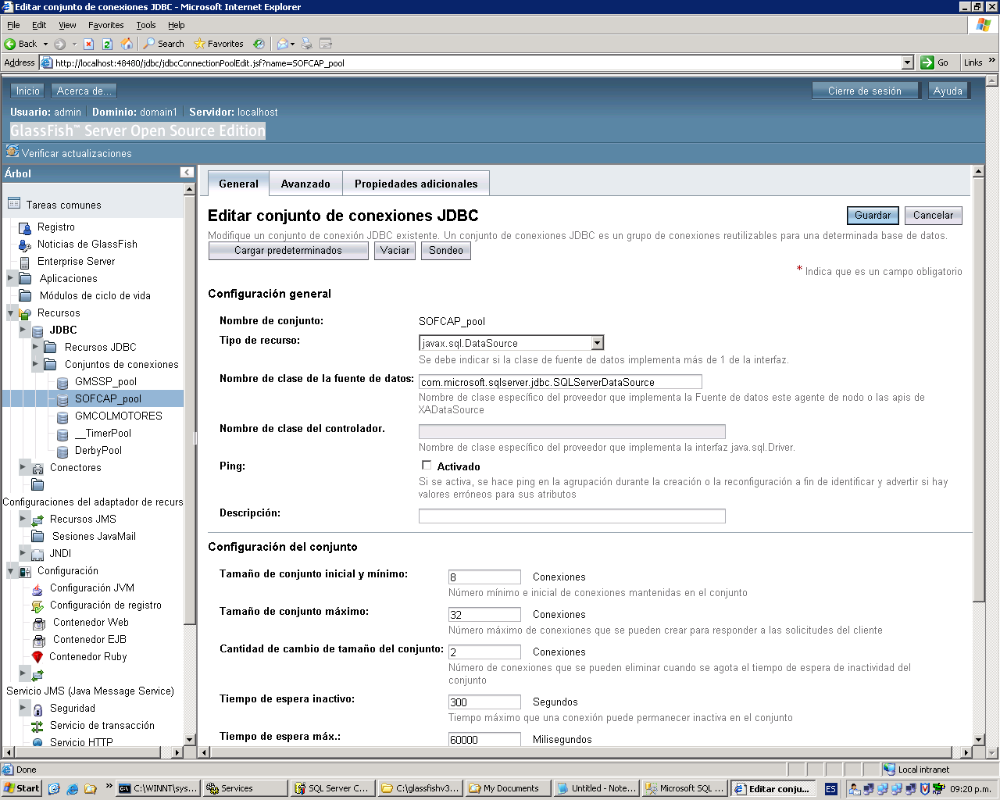 Editar conjunto de conexiones JDBC - Microsoft Internet Explorer
File Edit View Favorites Tools Help
Back Search Favorites
Address http://localhost:48480/jdbc/jdbcConnectionPoolEdit.jsf?name=SOFCAP_pool Go Links »
Inicio Acerca de... Cierre de sesión Ayuda
Usuario: admin Dominio: domain1 Servidor: localhost
GlassFish™ Server Open Source Edition
Verificar actualizaciones
Árbol
Tareas comunes
Registro
Noticias de GlassFish
Enterprise Server
Aplicaciones
Módulos de ciclo de vida
Recursos
JDBC
Recursos JDBC
Conjuntos de conexiones
GMSSP_pool
SOFCAP_pool
GMCOLMOTORES
__TimerPool
DerbyPool
Conectores
Configuraciones del adaptador de recurs
Recursos JMS
Sesiones JavaMail
JNDI
Configuración
Configuración JVM
Configuración de registro
Contenedor Web
Contenedor EJB
Contenedor Ruby
Servicio JMS (Java Message Service)
Seguridad
Servicio de transacción
Servicio HTTP
General Avanzado Propiedades adicionales
Editar conjunto de conexiones JDBC Guardar Cancelar
Modifique un conjunto de conexión JDBC existente. Un conjunto de conexiones JDBC es un grupo de conexiones reutilizables para una determinada base de datos.
Cargar predeterminados Vaciar Sondeo
* Indica que es un campo obligatorio
Configuración general
Nombre de conjunto: SOFCAP_pool
Tipo de recurso: javax.sql.DataSource
Se debe indicar si la clase de fuente de datos implementa más de 1 de la interfaz.
Nombre de clase de la fuente de datos: com.microsoft.sqlserver.jdbc.SQLServerDataSource
Nombre de clase específico del proveedor que implementa la Fuente de datos este agente de nodo o las apis de
XADataSource
Nombre de clase del controlador.
Nombre de clase específico del proveedor que implementa la interfaz java.sql.Driver.
Ping: Activado
Si se activa, se hace ping en la agrupación durante la creación o la reconfiguración a fin de identificar y advertir si hay
valores erróneos para sus atributos
Descripción:
Configuración del conjunto
Tamaño de conjunto inicial y mínimo: 8 Conexiones
Número mínimo e inicial de conexiones mantenidas en el conjunto
Tamaño de conjunto máximo: 32 Conexiones
Número máximo de conexiones que se pueden crear para responder a las solicitudes del cliente
Cantidad de cambio de tamaño del conjunto: 2 Conexiones
Número de conexiones que se pueden eliminar cuando se agota el tiempo de espera de inactividad del
conjunto
Tiempo de espera inactivo: 300 Segundos
Tiempo máximo que una conexión puede permanecer inactiva en el conjunto
Tiempo de espera máx.: 60000 Milisegundos
Done Local intranet
Start » C:\WINNT\sys... Services SQL Server C... C:\glassfishv3... My Documents Untitled - Note... Microsoft SQL ... Editar conju... ES 09:20 p.m.